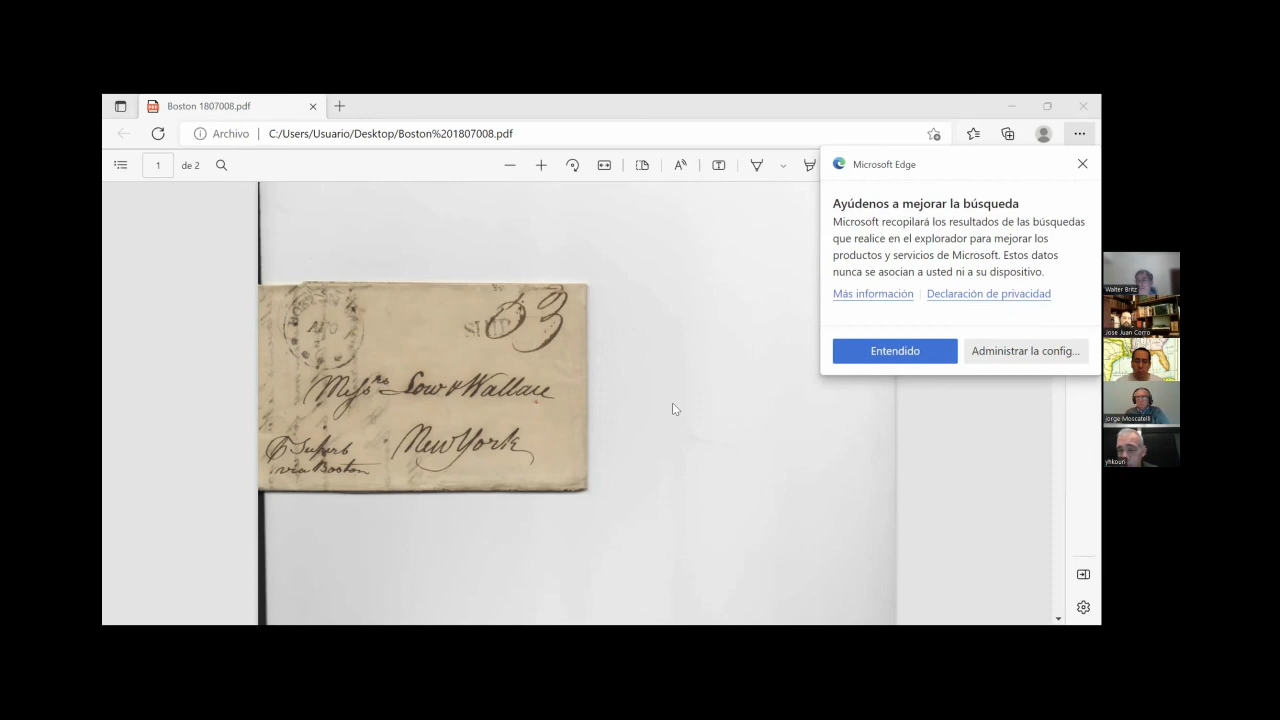 Boston 1807008.pdf
Archivo
C:/Users/Usuario/Desktop/Boston%201807008.pdf
1
de 2
Microsoft Edge
Ayúdenos a mejorar la búsqueda
Microsoft recopilará los resultados de las búsquedas
que realice en el explorador para mejorar los
productos y servicios de Microsoft. Estos datos
nunca se asocian a usted ni a su dispositivo.
Más información
Declaración de privacidad
Entendido
Administrar la config...
SHIP
33
Messrs Low & Wallace
New York
Superb
via Boston
Walter Britz
Jose Juan Corro
Jorge Moscatelli
yhkouri